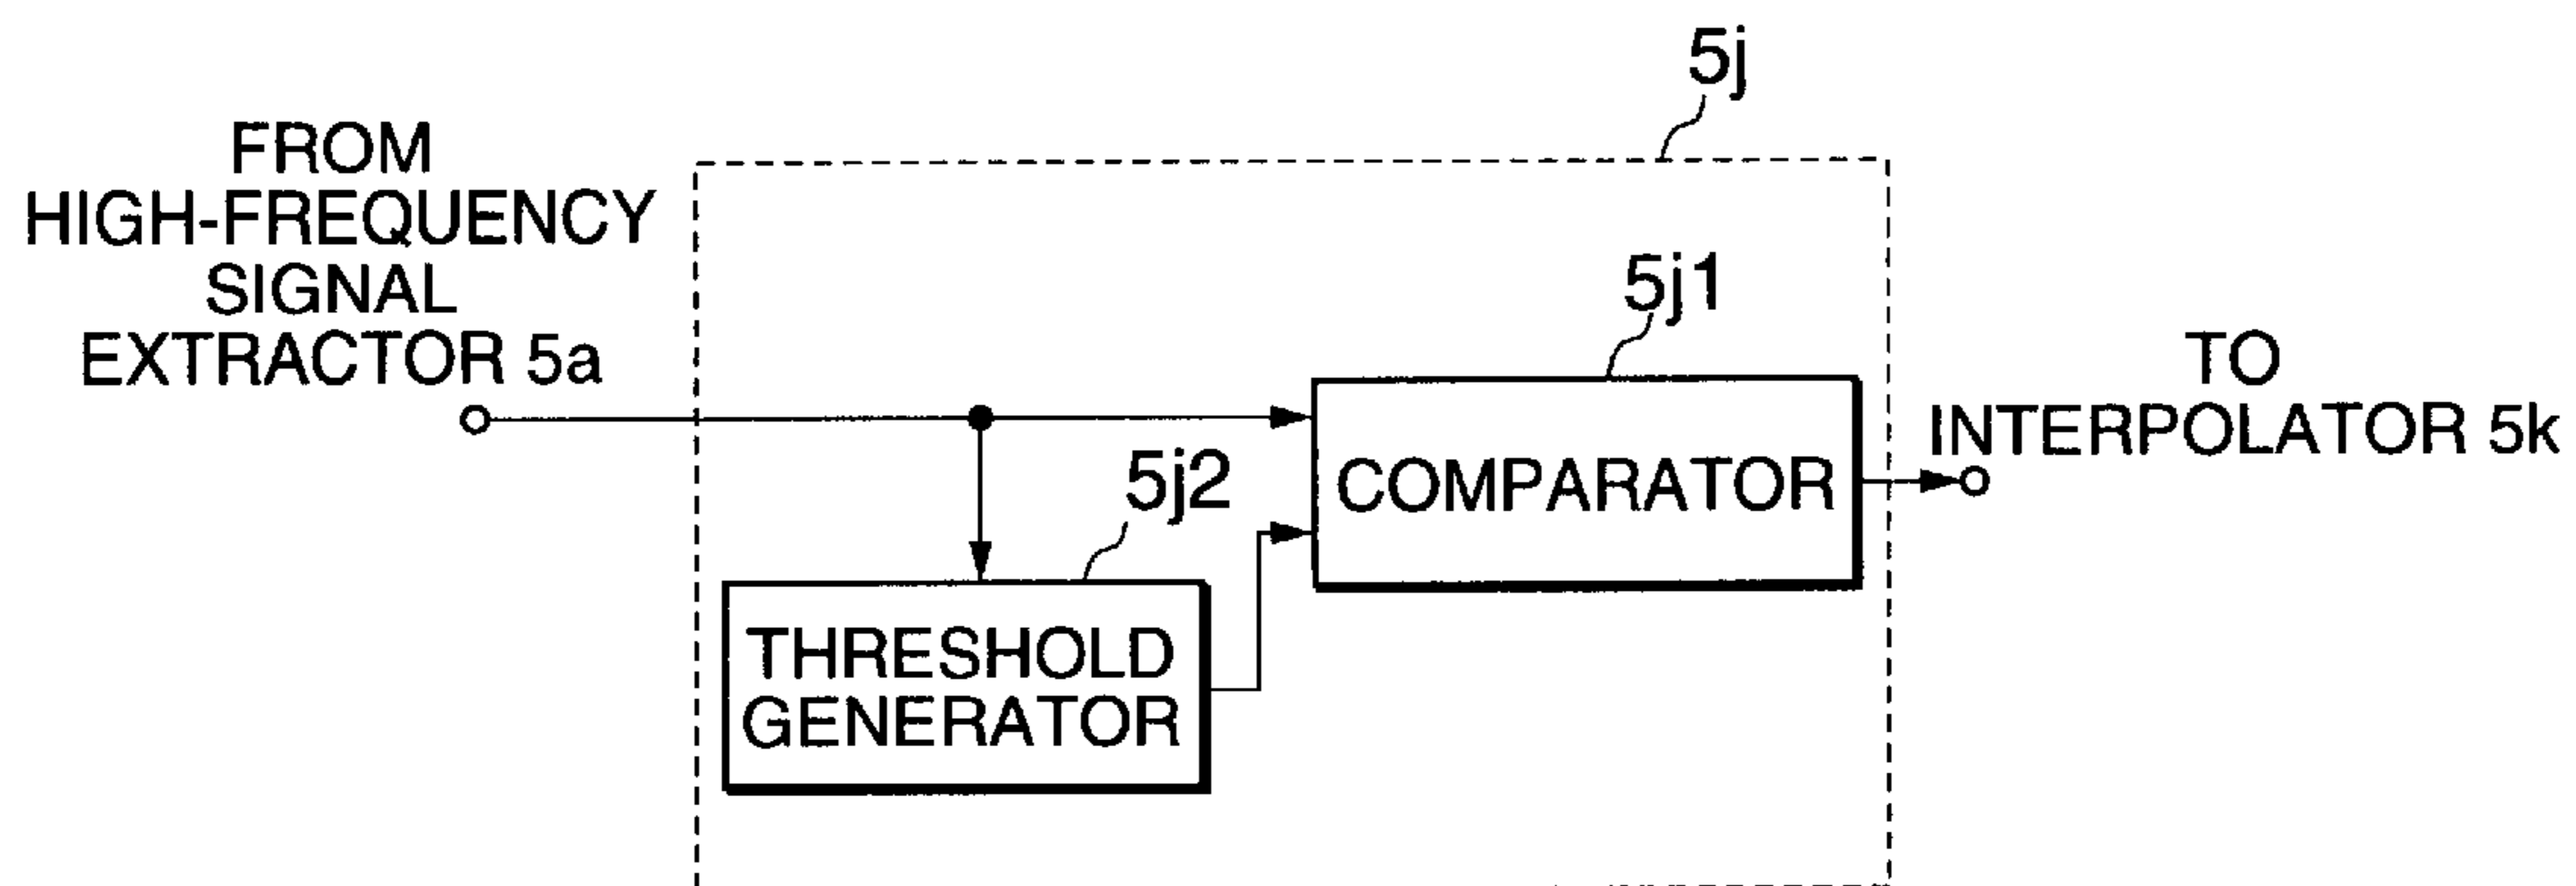 5j
FROM
HIGH-FREQUENCY
SIGNAL
EXTRACTOR 5a
5j1
TO
INTERPOLATOR 5k
COMPARATOR
5j2
THRESHOLD
GENERATOR